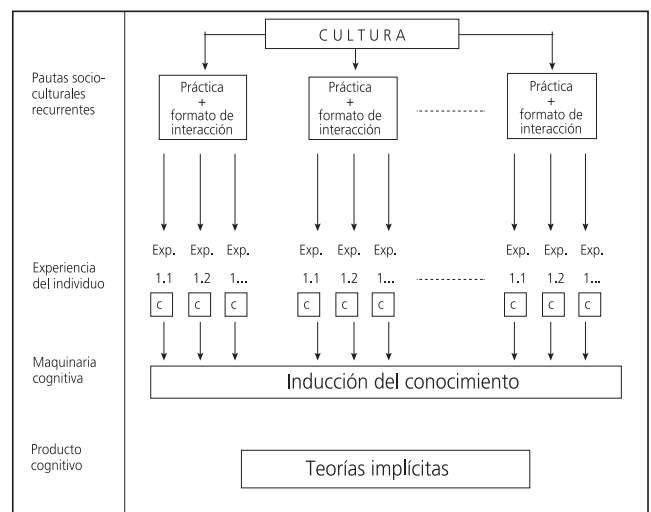 CULTURA
Pautas socio-
culturales
recurrentes
Práctica
+
formato de
interacción
Práctica
+
formato de
interacción
Práctica
+
formato de
interacción
Experiencia
del individuo
Exp. Exp. Exp. Exp. Exp. Exp. Exp. Exp. Exp.
1.1 1.2 1... 1.1 1.2 1... 1.1 1.2 1...
c c c c c c c c c
Maquinaria
cognitiva
Inducción del conocimiento
Producto
cognitivo
Teorías implícitas